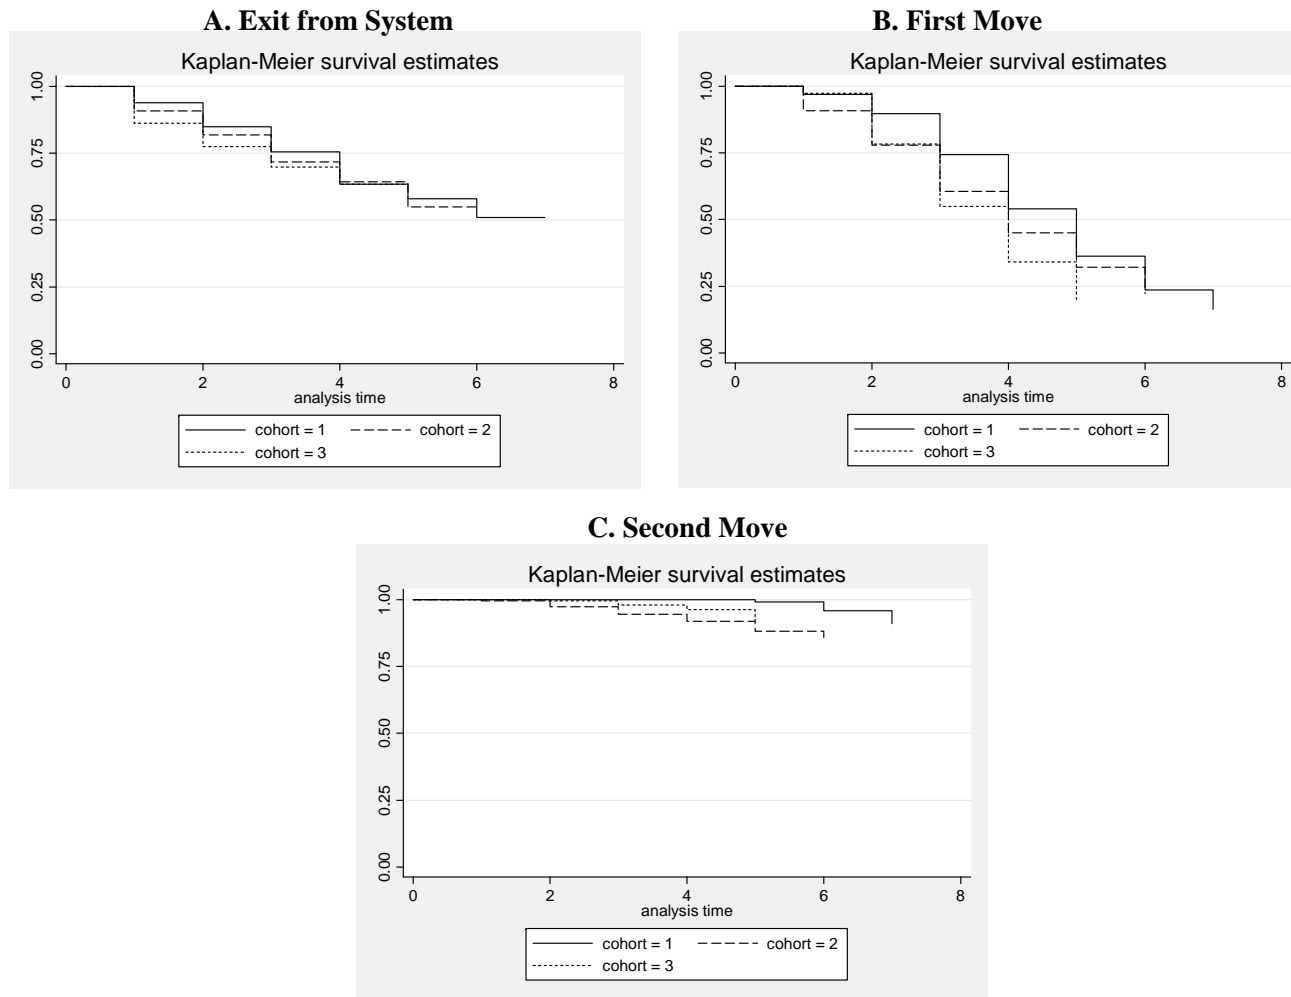 A. Exit from System
Kaplan-Meier survival estimates
1.00
0.75
0.50
0.25
0.00
0 2 4 6 8
analysis time
cohort = 1 cohort = 2
cohort = 3
B. First Move
Kaplan-Meier survival estimates
1.00
0.75
0.50
0.25
0.00
0 2 4 6 8
analysis time
cohort = 1 cohort = 2
cohort = 3
C. Second Move
Kaplan-Meier survival estimates
1.00
0.75
0.50
0.25
0.00
0 2 4 6 8
analysis time
cohort = 1 cohort = 2
cohort = 3